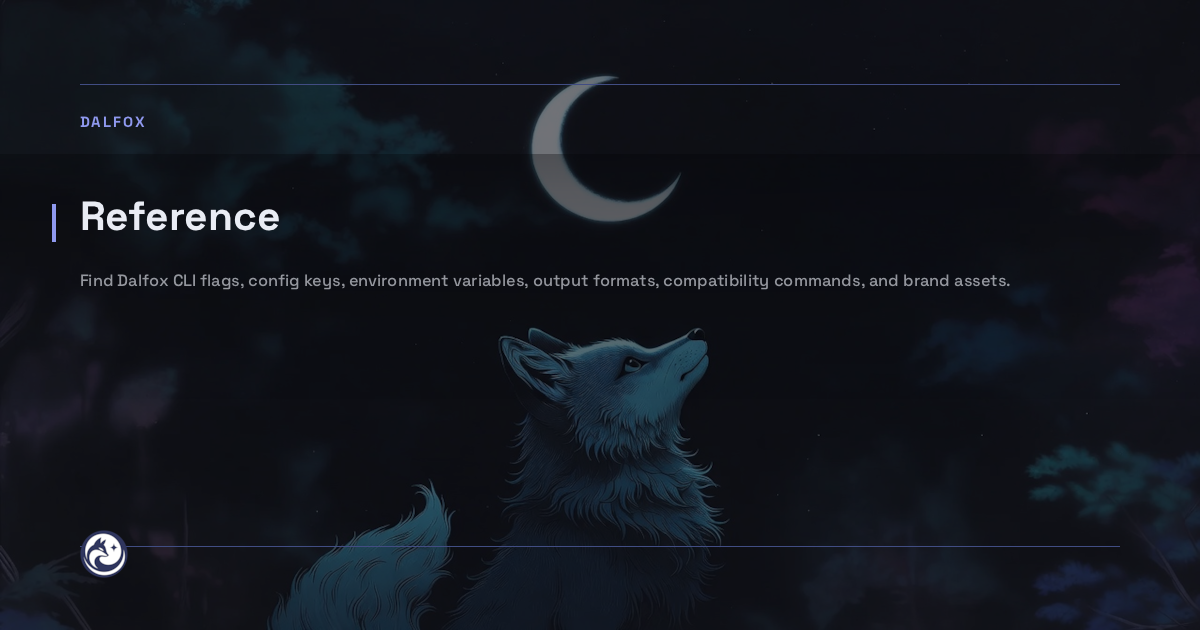 DALFOX
Reference
Find Dalfox CLI flags, config keys, environment variables, output formats, compatibility commands, and brand assets.